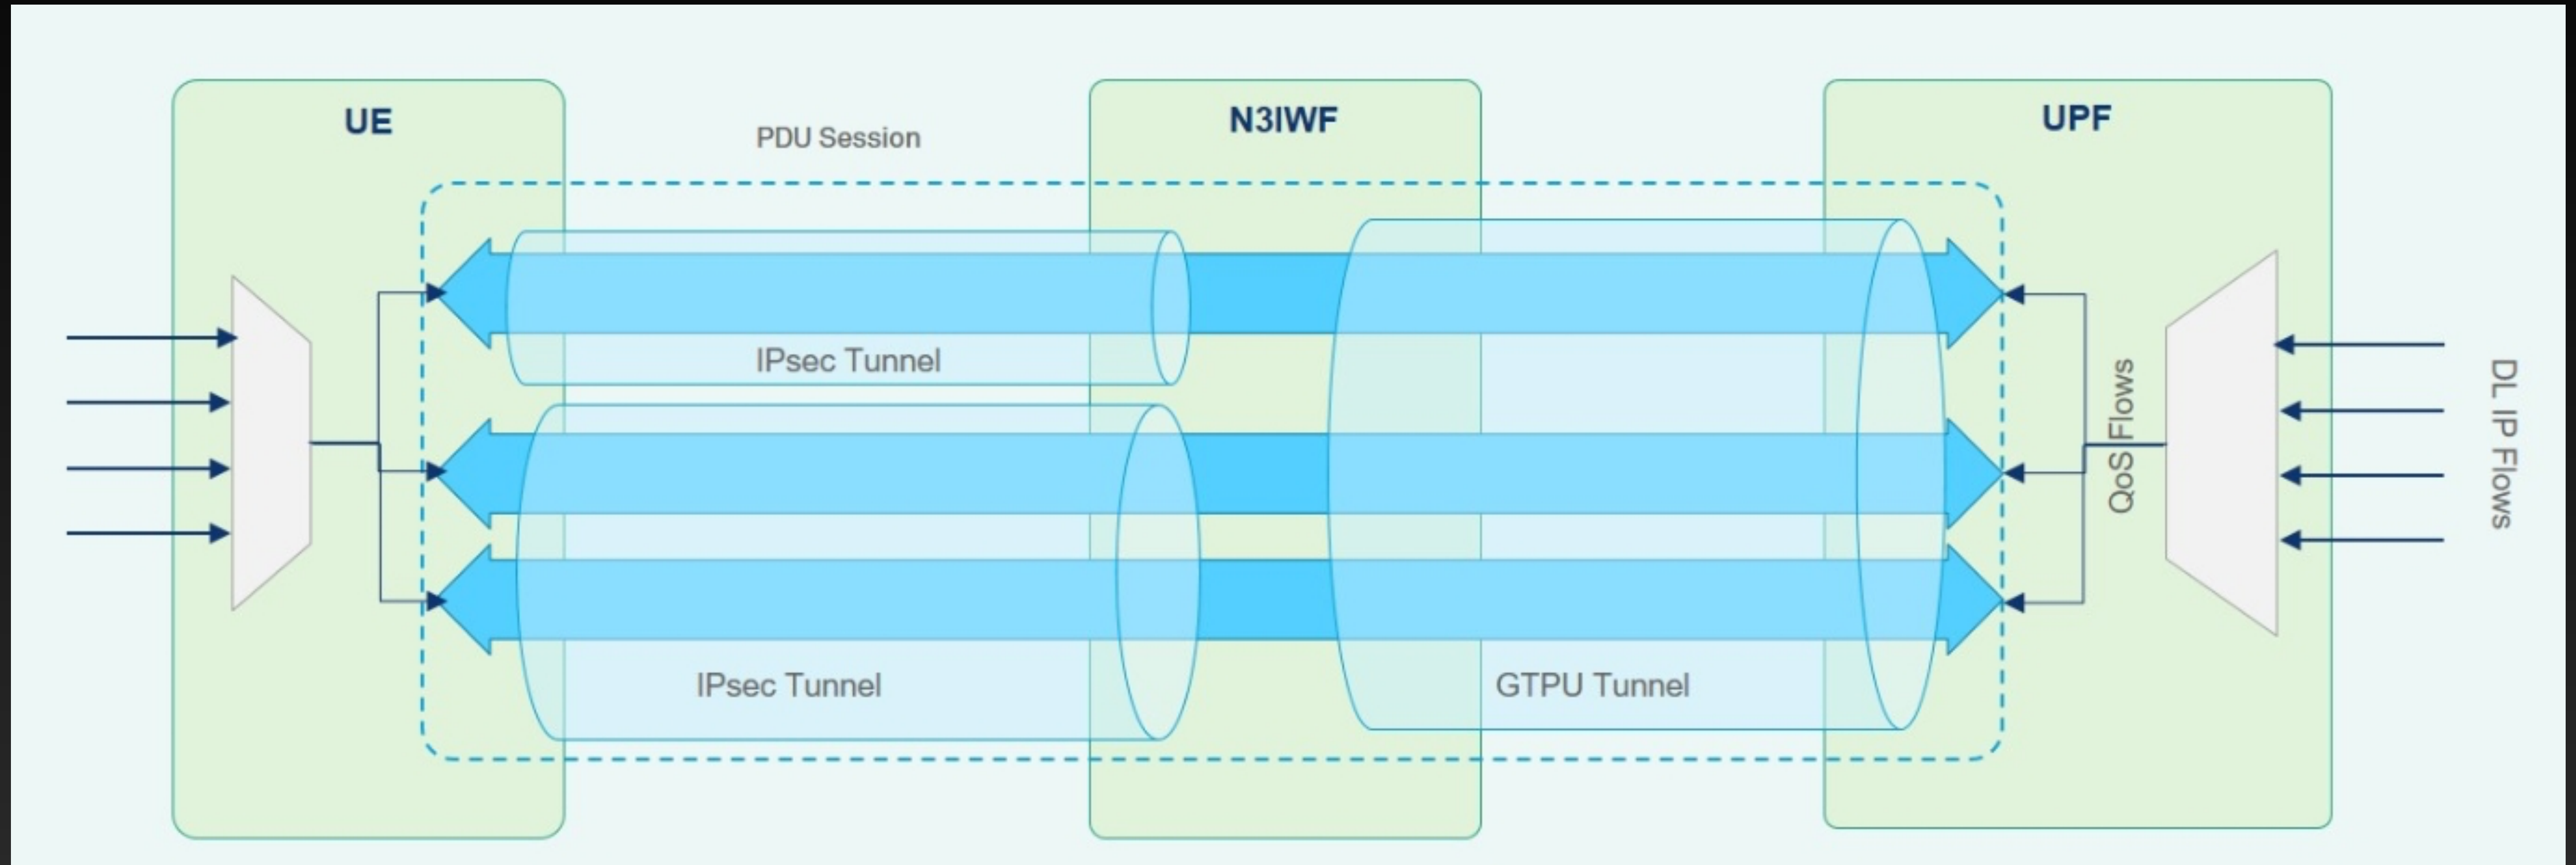 UE
N3IWF
UPF
PDU Session
IPsec Tunnel
IPsec Tunnel
GTPU Tunnel
QoS Flows
DL IP Flows